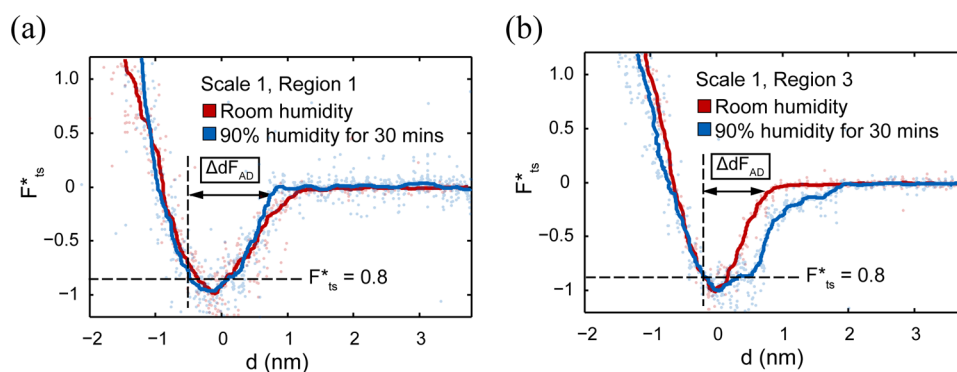 (a)
F*ts
1.0
0.5
0
−0.5
−1
Scale 1, Region 1
Room humidity
90% humidity for 30 mins
ΔdF_AD
F*ts = 0.8
−2 −1 0 1 2 3
d (nm)
(b)
F*ts
1.0
0.5
0
−0.5
−1
Scale 1, Region 3
Room humidity
90% humidity for 30 mins
ΔdF_AD
F*ts = 0.8
−2 −1 0 1 2 3
d (nm)